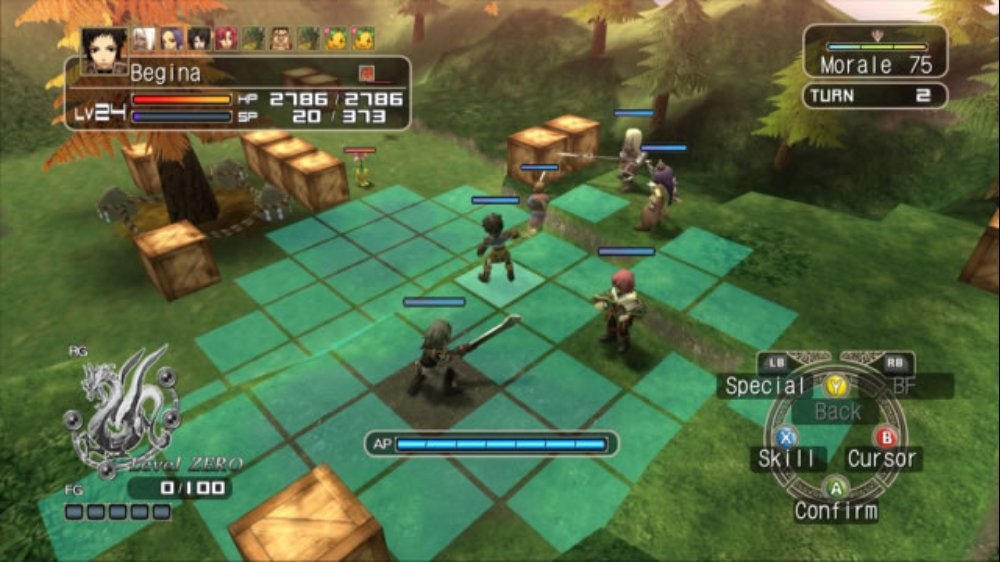 Begina
LV24 HP 2786 / 2786
SP 20 / 373
Morale 75
TURN 2
RG
Level ZERO
FG 0/100
AP
LB RB
Special Y BF
Back
X B
Skill Cursor
A
Confirm